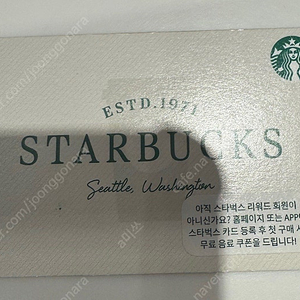 ESTD.1971
STARBUCKS
Seattle, Washington
아직 스타벅스 리워드 회원이
아니신가요? 홈페이지 또는 APP
스타벅스 카드 등록 후 첫 구매 시
무료 음료 쿠폰을 드립니다!